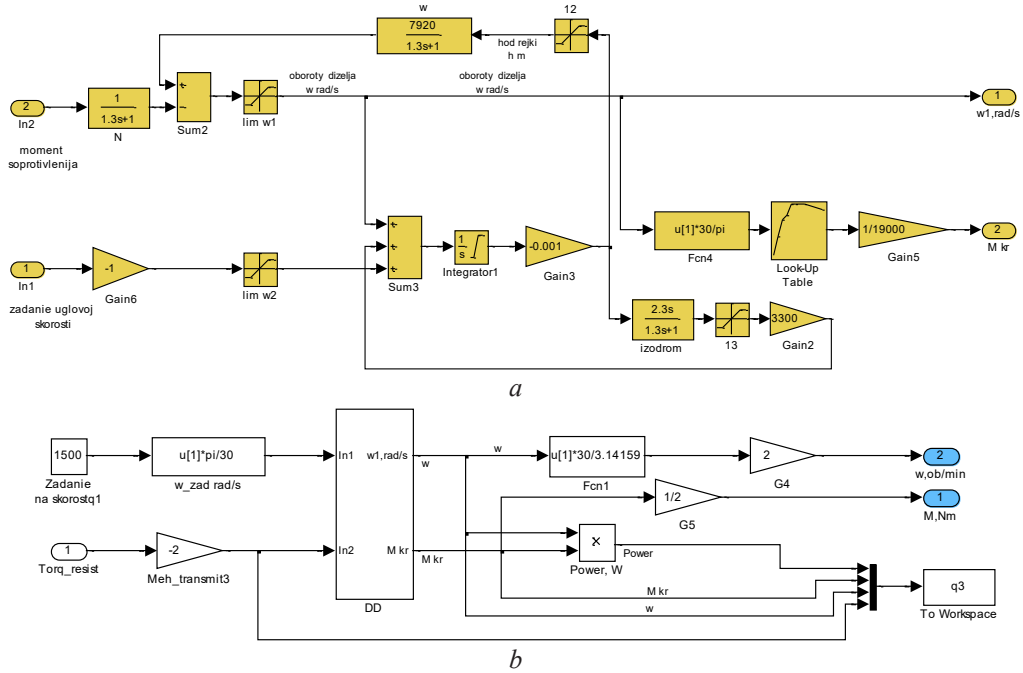 w
7920
1.3s+1
12
hod rejki
h m
2
In2
1
1.3s+1
N
Sum2
lim w1
oboroty dizelja
w rad/s
oboroty dizelja
w rad/s
1
w1,rad/s
moment
soprotivlenija
1
In1
zadanie uglovoj
skorosti
-1
Gain6
lim w2
Sum3
1
s
Integrator1
-0.001
Gain3
u[1]*30/pi
Fcn4
Look-Up
Table
1/19000
Gain5
2
M kr
2.3s
1.3s+1
izodrom
13
3300
Gain2
a
1500
Zadanie
na skorostq1
u[1]*pi/30
w_zad rad/s
In1
w1,rad/s
w
w
u[1]*30/3.14159
Fcn1
2
G4
2
w,ob/min
1/2
G5
1
M,Nm
1
Torq_resist
-2
Meh_transmit3
In2
M kr
M kr
DD
×
Power, W
Power
M kr
w
q3
To Workspace
b